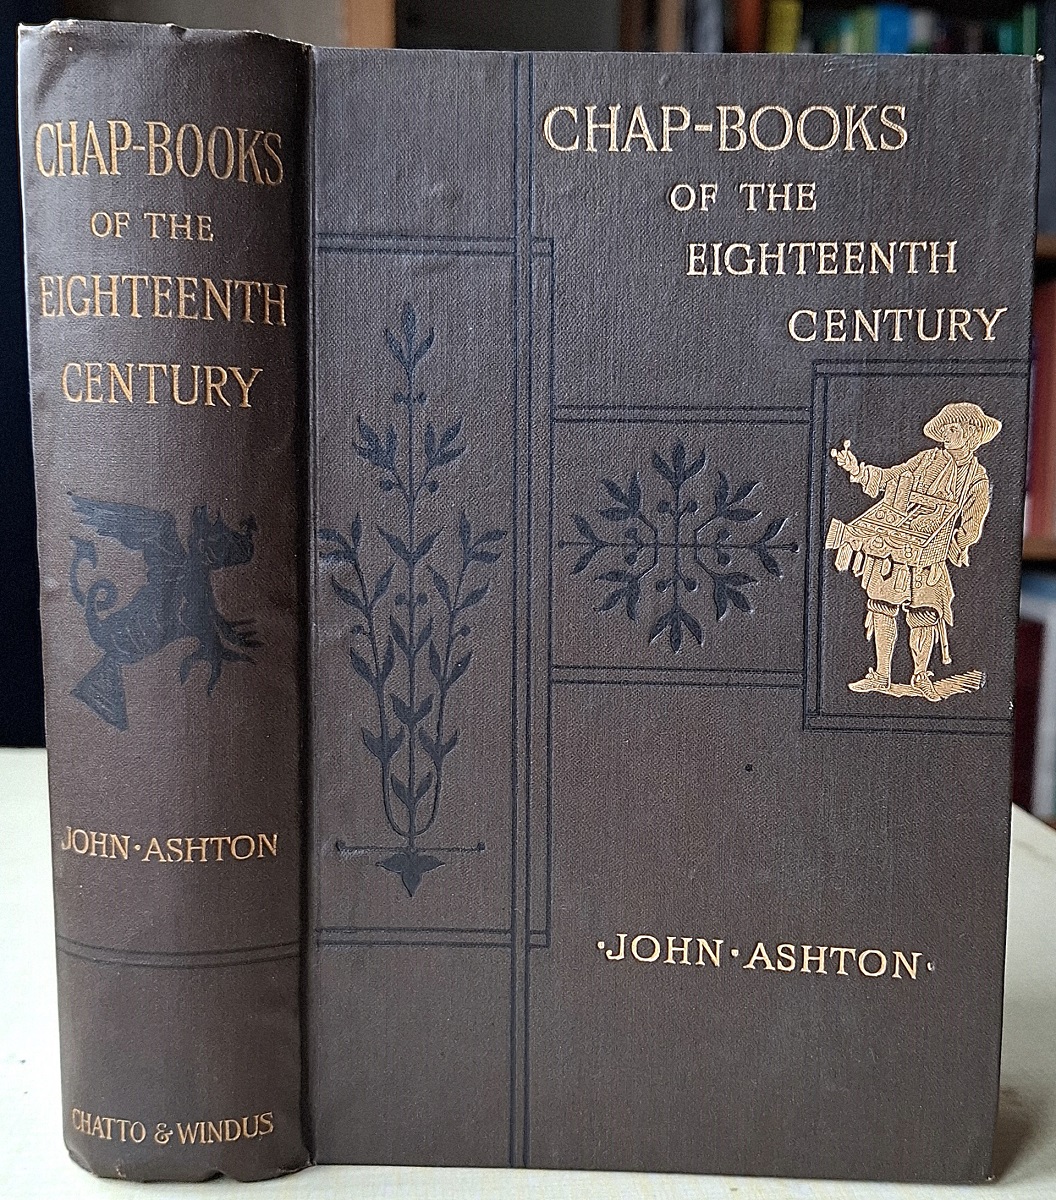 CHAP-BOOKS
OF THE
EIGHTEENTH
CENTURY
JOHN·ASHTON
CHATTO & WINDUS
CHAP-BOOKS
OF THE
EIGHTEENTH
CENTURY
·JOHN·ASHTON·